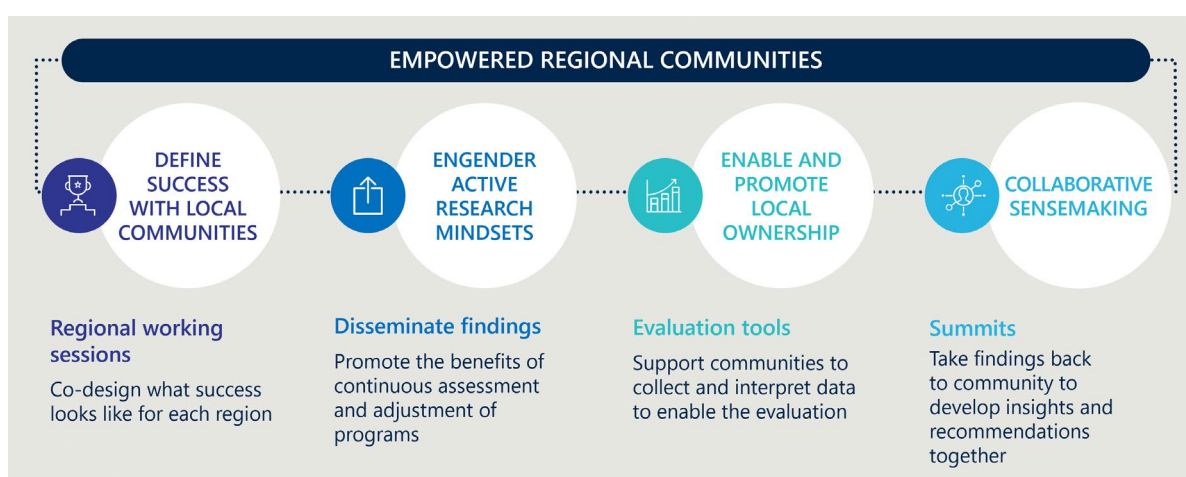 EMPOWERED REGIONAL COMMUNITIES
DEFINE
SUCCESS
WITH LOCAL
COMMUNITIES
ENGENDER
ACTIVE
RESEARCH
MINDSETS
ENABLE AND
PROMOTE
LOCAL
OWNERSHIP
COLLABORATIVE
SENSEMAKING
Regional working
sessions
Co-design what success
looks like for each region
Disseminate findings
Promote the benefits of
continuous assessment
and adjustment of
programs
Evaluation tools
Support communities to
collect and interpret data
to enable the evaluation
Summits
Take findings back
to community to
develop insights and
recommendations
together